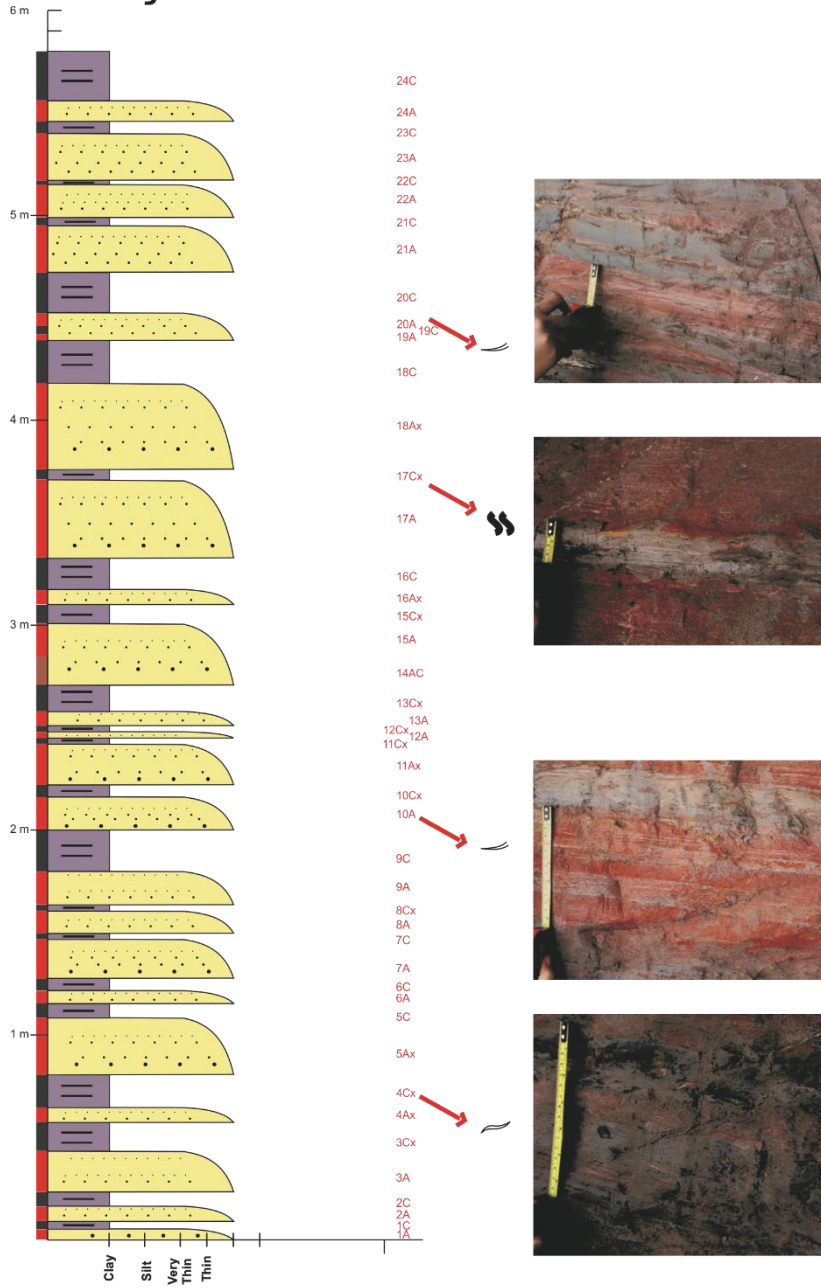 6 m
24C
24A
23C
23A
22C
22A
5 m
21C
21A
20C
20A
19C
19A
18C
4 m
18Ax
17Cx
17A
16C
16Ax
3 m
15Cx
15A
14AC
13Cx
13A
12Cx
12A
11Cx
11Ax
10Cx
10A
2 m
9C
9A
8Cx
8A
7C
7A
6C
6A
5C
1 m
5Ax
4Cx
4Ax
3Cx
3A
2C
2A
1C
1A
Clay
Silt
Very Thin
Thin